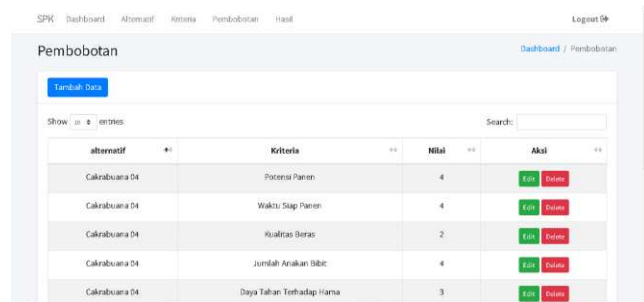 SPK Dashboard Alternatif Kriteria Pembobotan Hasil Logout
Pembobotan Dashboard / Pembobotan
Tambah Data
Show 10 entries Search:
alternatif Kriteria Nilai Aksi
Cakrabuana 04 Potensi Panen 4 Edit Delete
Cakrabuana 04 Waktu Siap Panen 4 Edit Delete
Cakrabuana 04 Kualitas Beras 2 Edit Delete
Cakrabuana 04 Jumlah Anakan Bibit 4 Edit Delete
Cakrabuana 04 Daya Tahan Terhadap Hama 3 Edit Delete